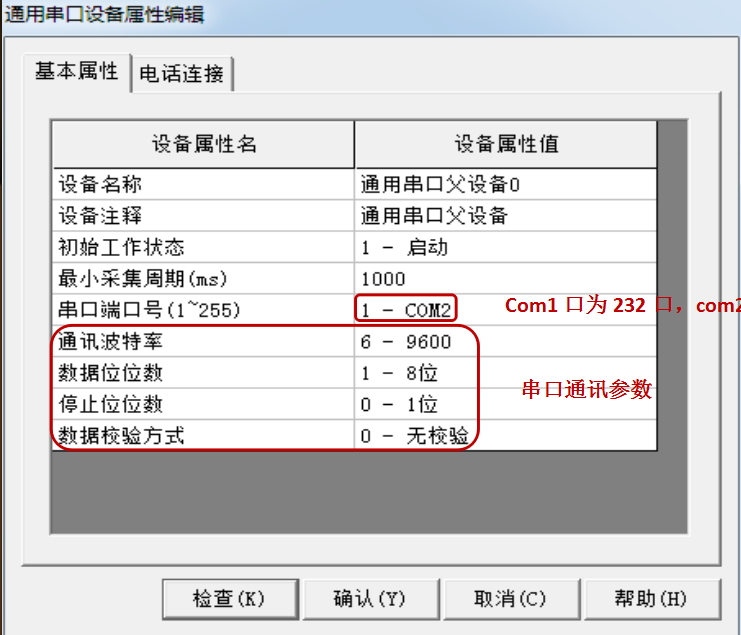 通用串口设备属性编辑
基本属性 电话连接
设备属性名 设备属性值
设备名称 通用串口父设备0
设备注释 通用串口父设备
初始工作状态 1 - 启动
最小采集周期(ms) 1000
串口端口号(1~255) 1 - COM2 Com1 口为 232 口，com2
通讯波特率 6 - 9600
数据位位数 1 - 8位 串口通讯参数
停止位位数 0 - 1位
数据校验方式 0 - 无校验
检查(K) 确认(Y) 取消(C) 帮助(H)